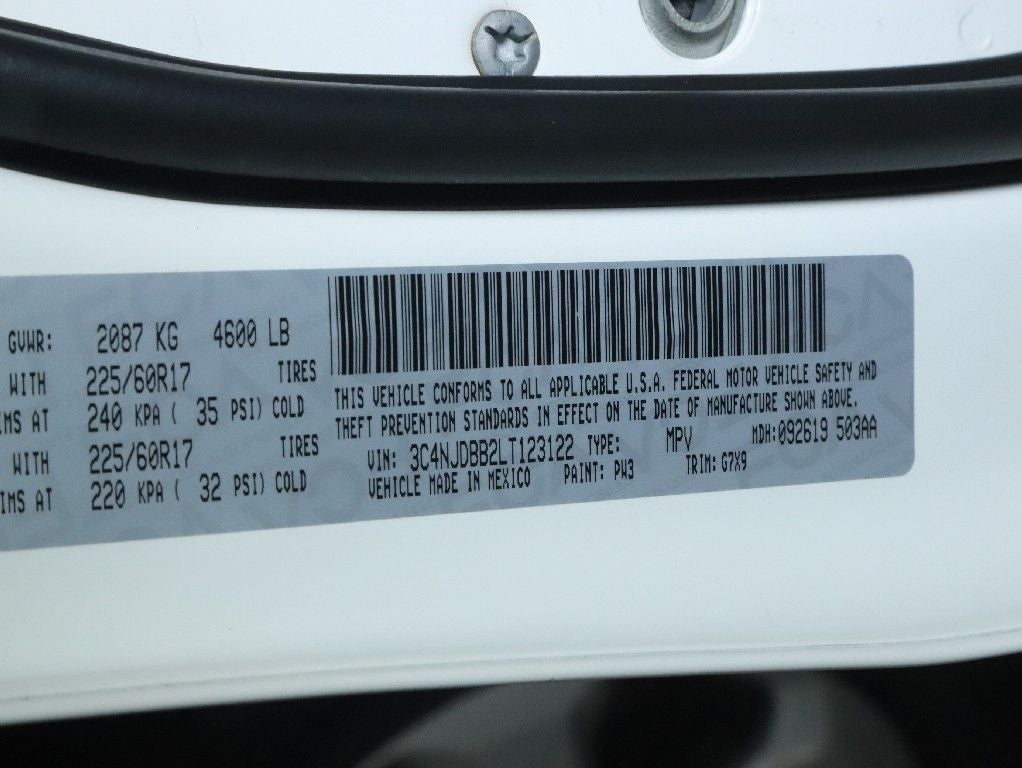 GVWR: 2087 KG 4600 LB
WITH 225/60R17 TIRES
IMS AT 240 KPA ( 35 PSI) COLD
WITH 225/60R17 TIRES
IMS AT 220 KPA ( 32 PSI) COLD
THIS VEHICLE CONFORMS TO ALL APPLICABLE U.S.A. FEDERAL MOTOR VEHICLE SAFETY AND
THEFT PREVENTION STANDARDS IN EFFECT ON THE DATE OF MANUFACTURE SHOWN ABOVE.
VIN: 3C4NJDBB2LT123122 TYPE: MPV MDH:092619 503AA
VEHICLE MADE IN MEXICO PAINT: PW3 TRIM: G7X9